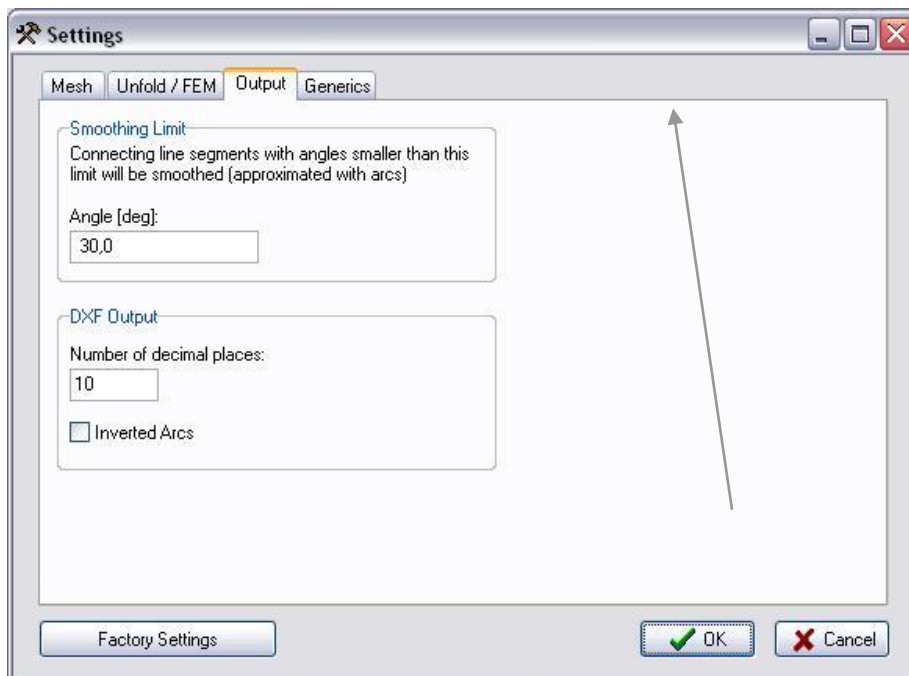 Settings
Mesh
Unfold / FEM
Output
Generics
Smoothing Limit
Connecting line segments with angles smaller than this
limit will be smoothed (approximated with arcs)
Angle [deg]:
30,0
DXF Output
Number of decimal places:
10
Inverted Arcs
Factory Settings
OK
Cancel